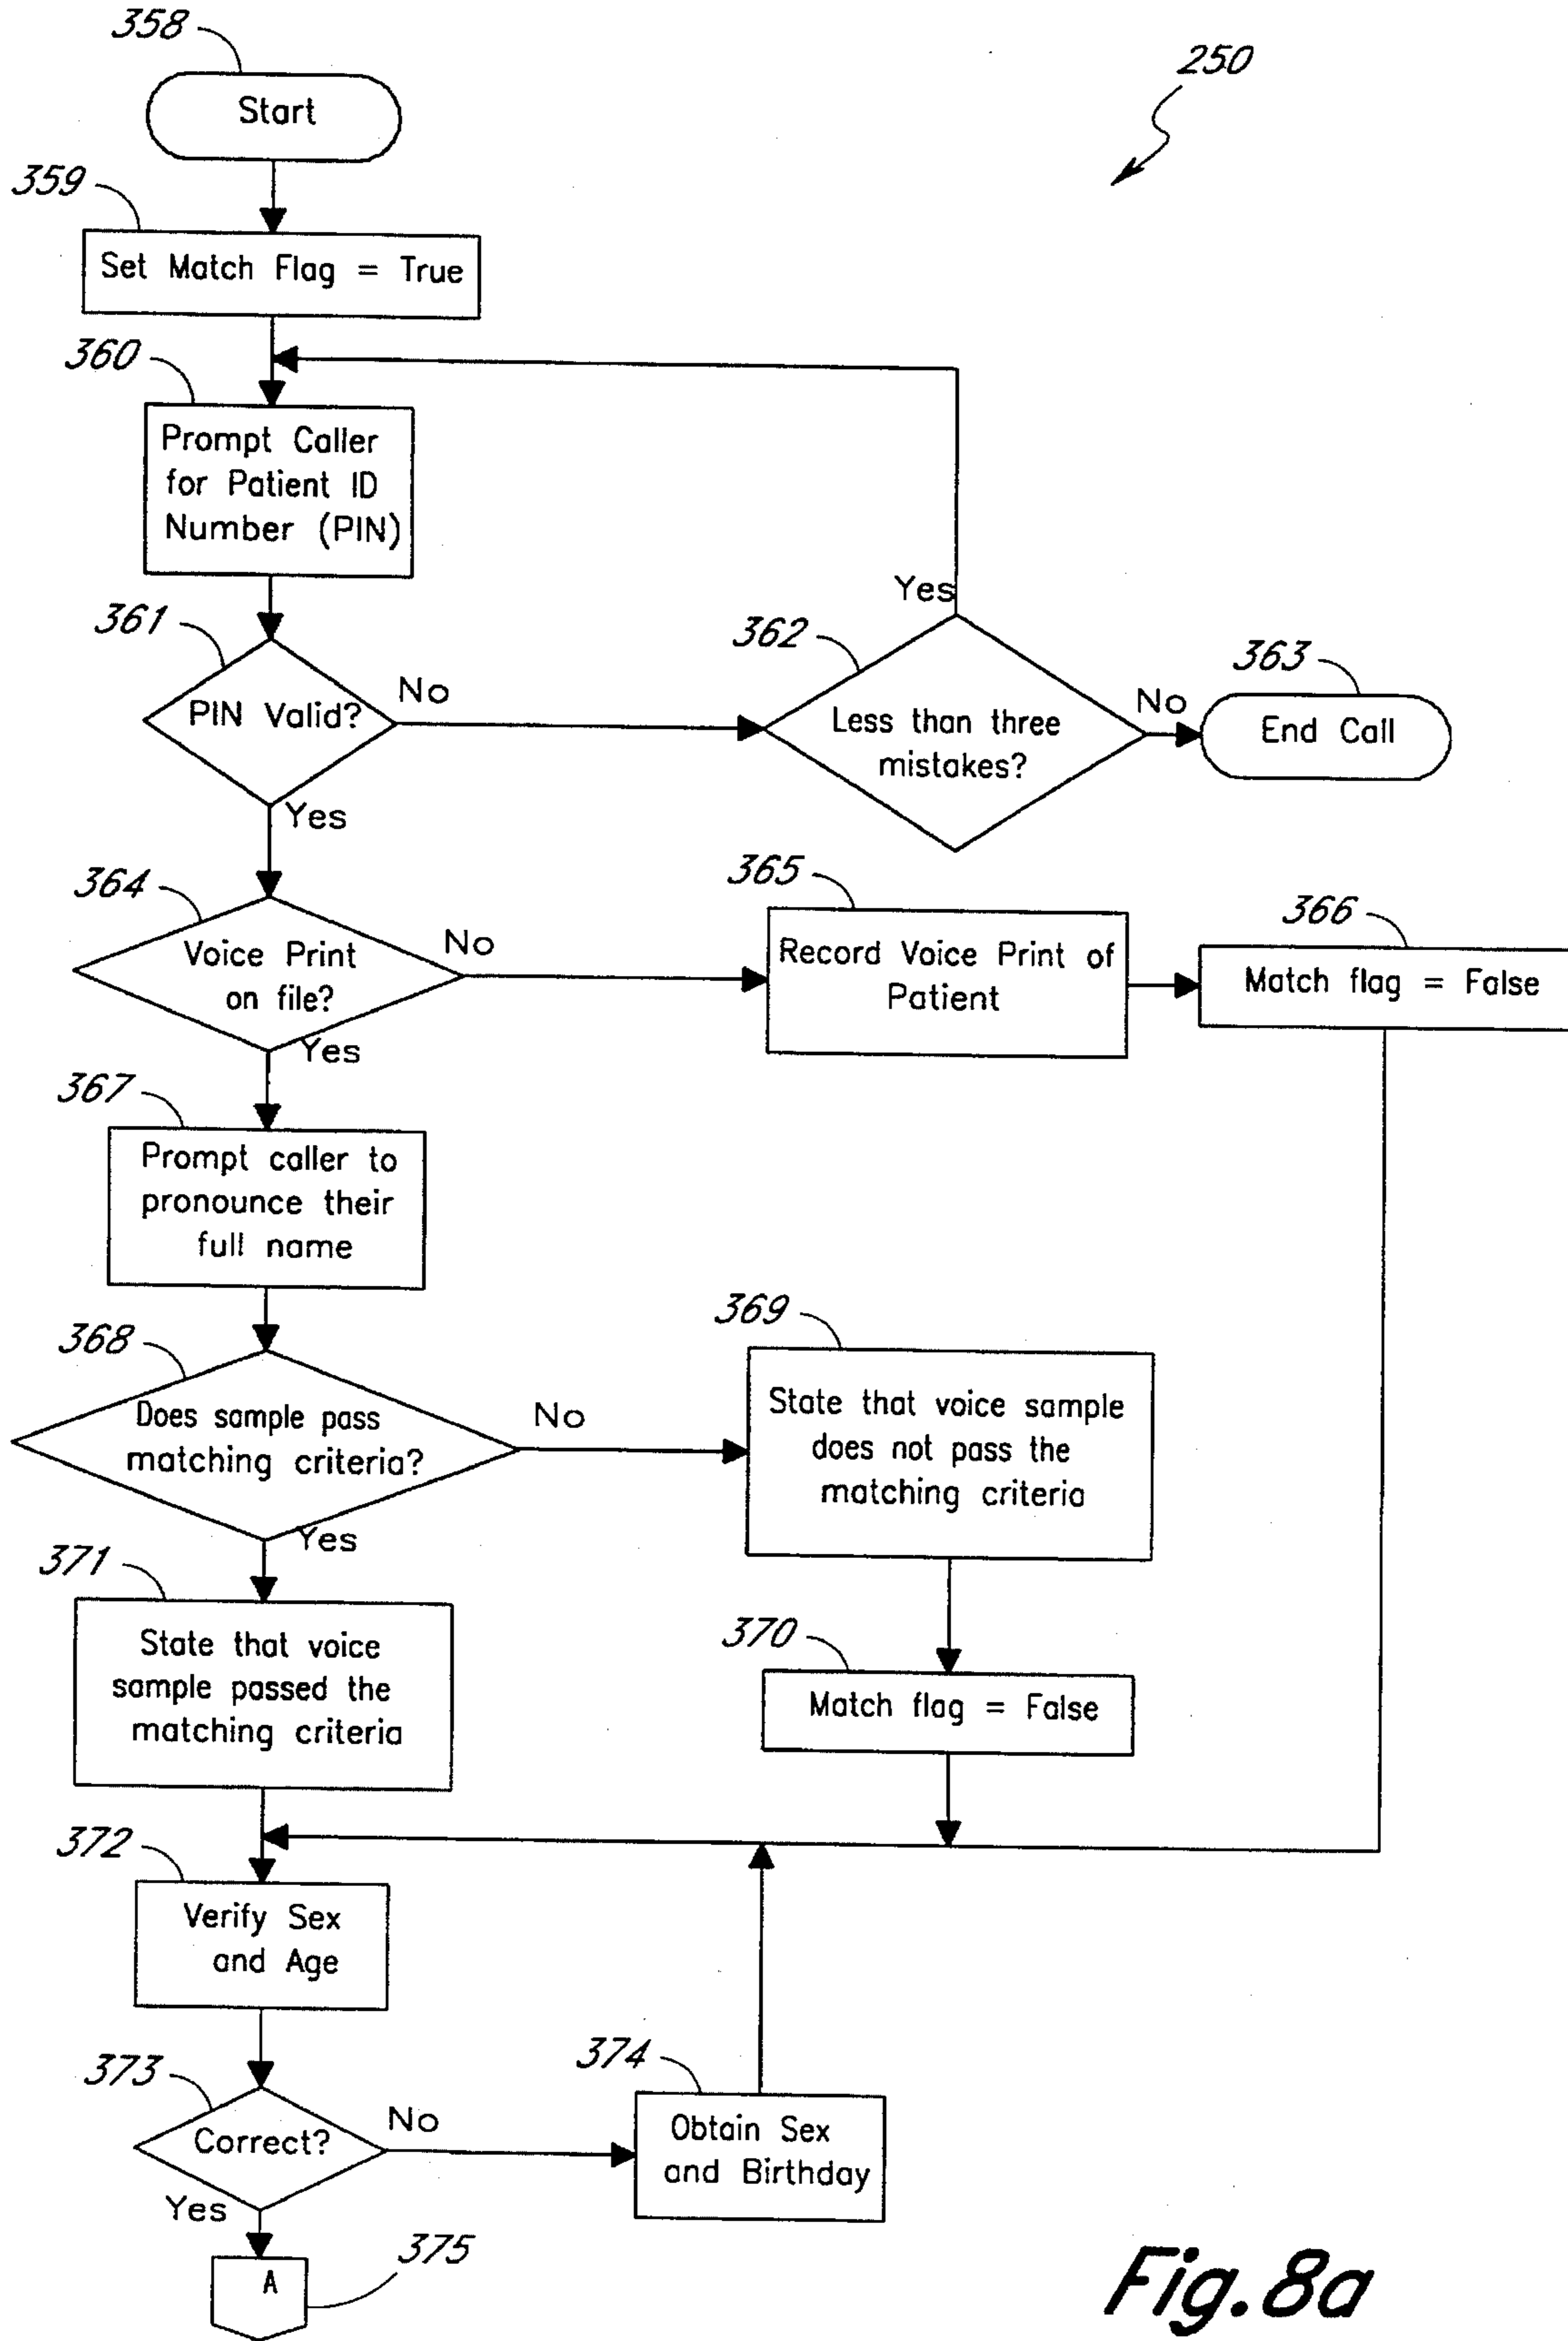 358
Start
250
359
Set Match Flag = True
360
Prompt Caller
for Patient ID
Number (PIN)
Yes
361
PIN Valid?
No
362
Less than three
mistakes?
No
363
End Call
Yes
364
Voice Print
on file?
No
365
Record Voice Print of
Patient
366
Match flag = False
Yes
367
Prompt caller to
pronounce their
full name
368
Does sample pass
matching criteria?
No
369
State that voice sample
does not pass the
matching criteria
Yes
371
State that voice
sample passed the
matching criteria
370
Match flag = False
372
Verify Sex
and Age
373
Correct?
No
374
Obtain Sex
and Birthday
Yes
A
375
Fig. 8a